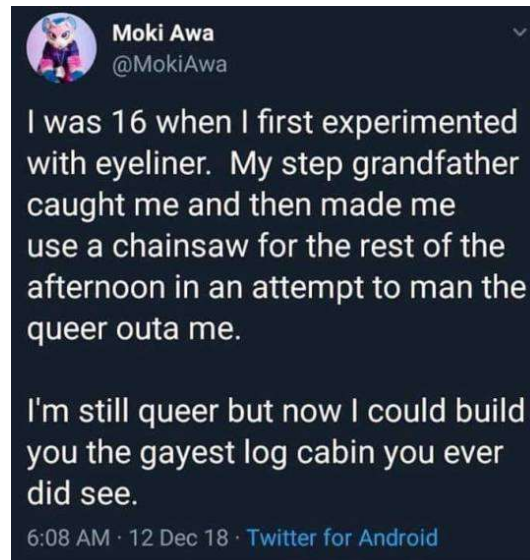 Moki Awa
@MokiAwa
I was 16 when I first experimented
with eyeliner.  My step grandfather
caught me and then made me
use a chainsaw for the rest of the
afternoon in an attempt to man the
queer outa me.
I'm still queer but now I could build
you the gayest log cabin you ever
did see.
6:08 AM · 12 Dec 18 · Twitter for Android